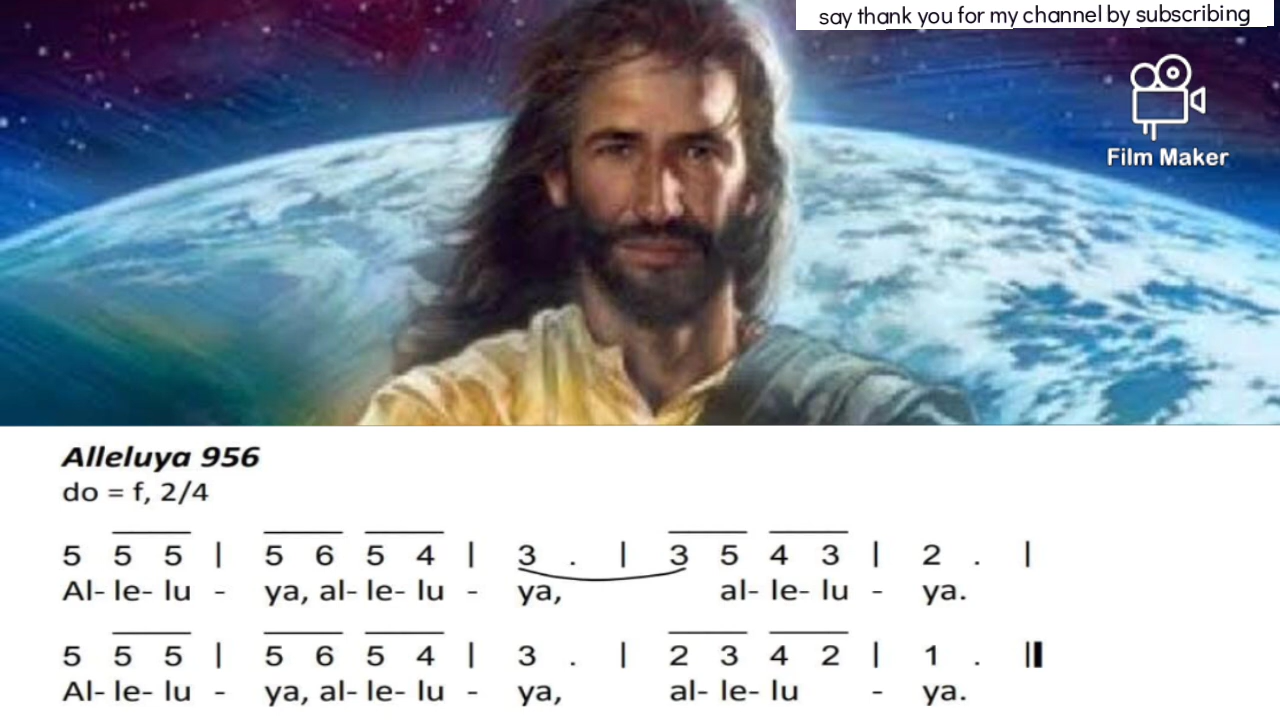 say thank you for my channel by subscribing
Film Maker
Alleluya 956
do = f, 2/4
5 5 5 | 5 6 5 4 | 3 . | 3 5 4 3 | 2 . |
Al- le- lu - ya, al- le- lu - ya, al- le- lu - ya.
5 5 5 | 5 6 5 4 | 3 . | 2 3 4 2 | 1 . ||
Al- le- lu - ya, al- le- lu - ya, al- le- lu - ya.